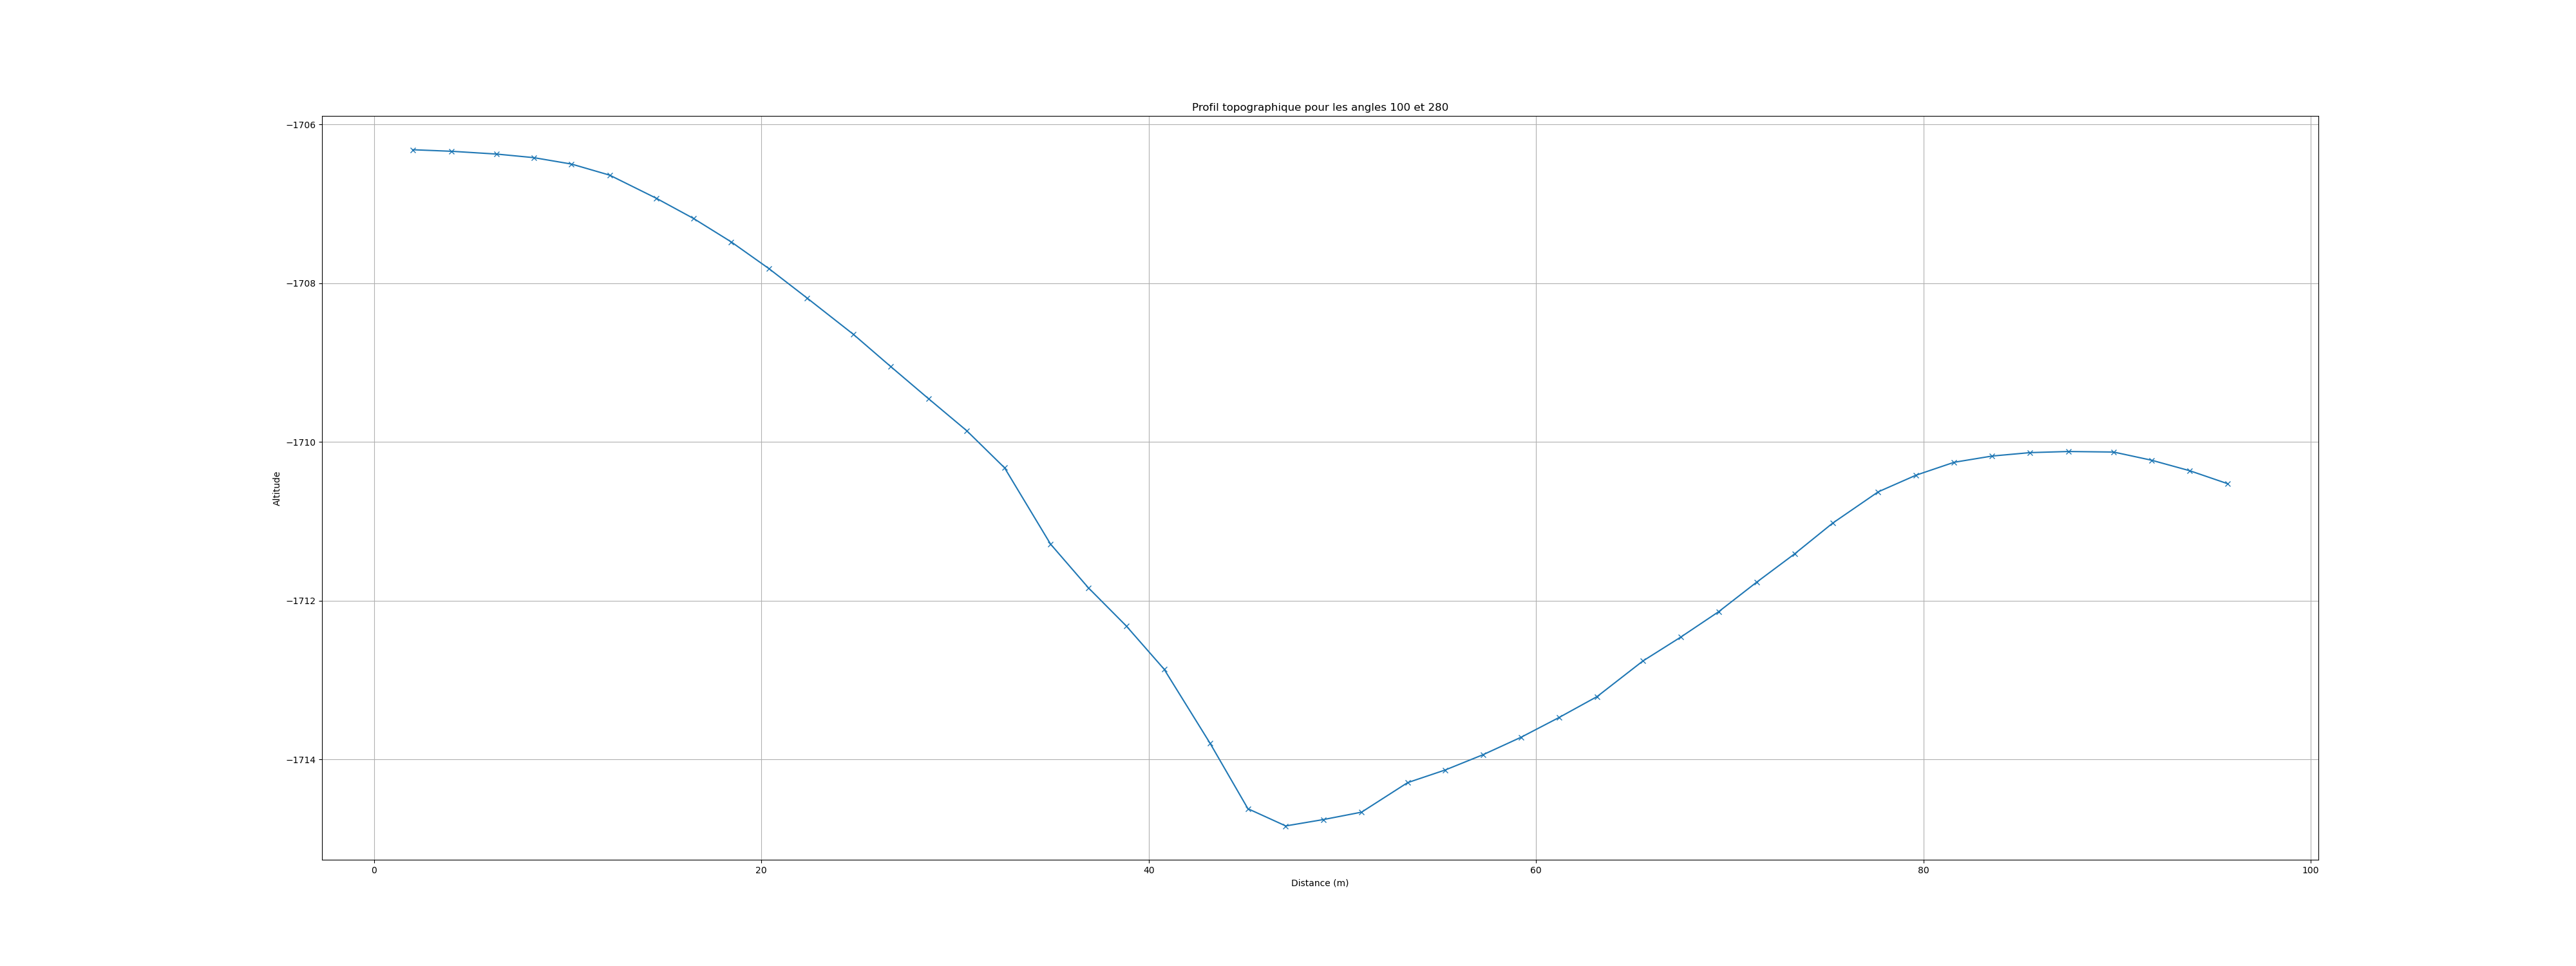 Profil topographique pour les angles 100 et 280
−1706
−1708
−1710
−1712
−1714
Altitude
0 20 40 60 80 100
Distance (m)